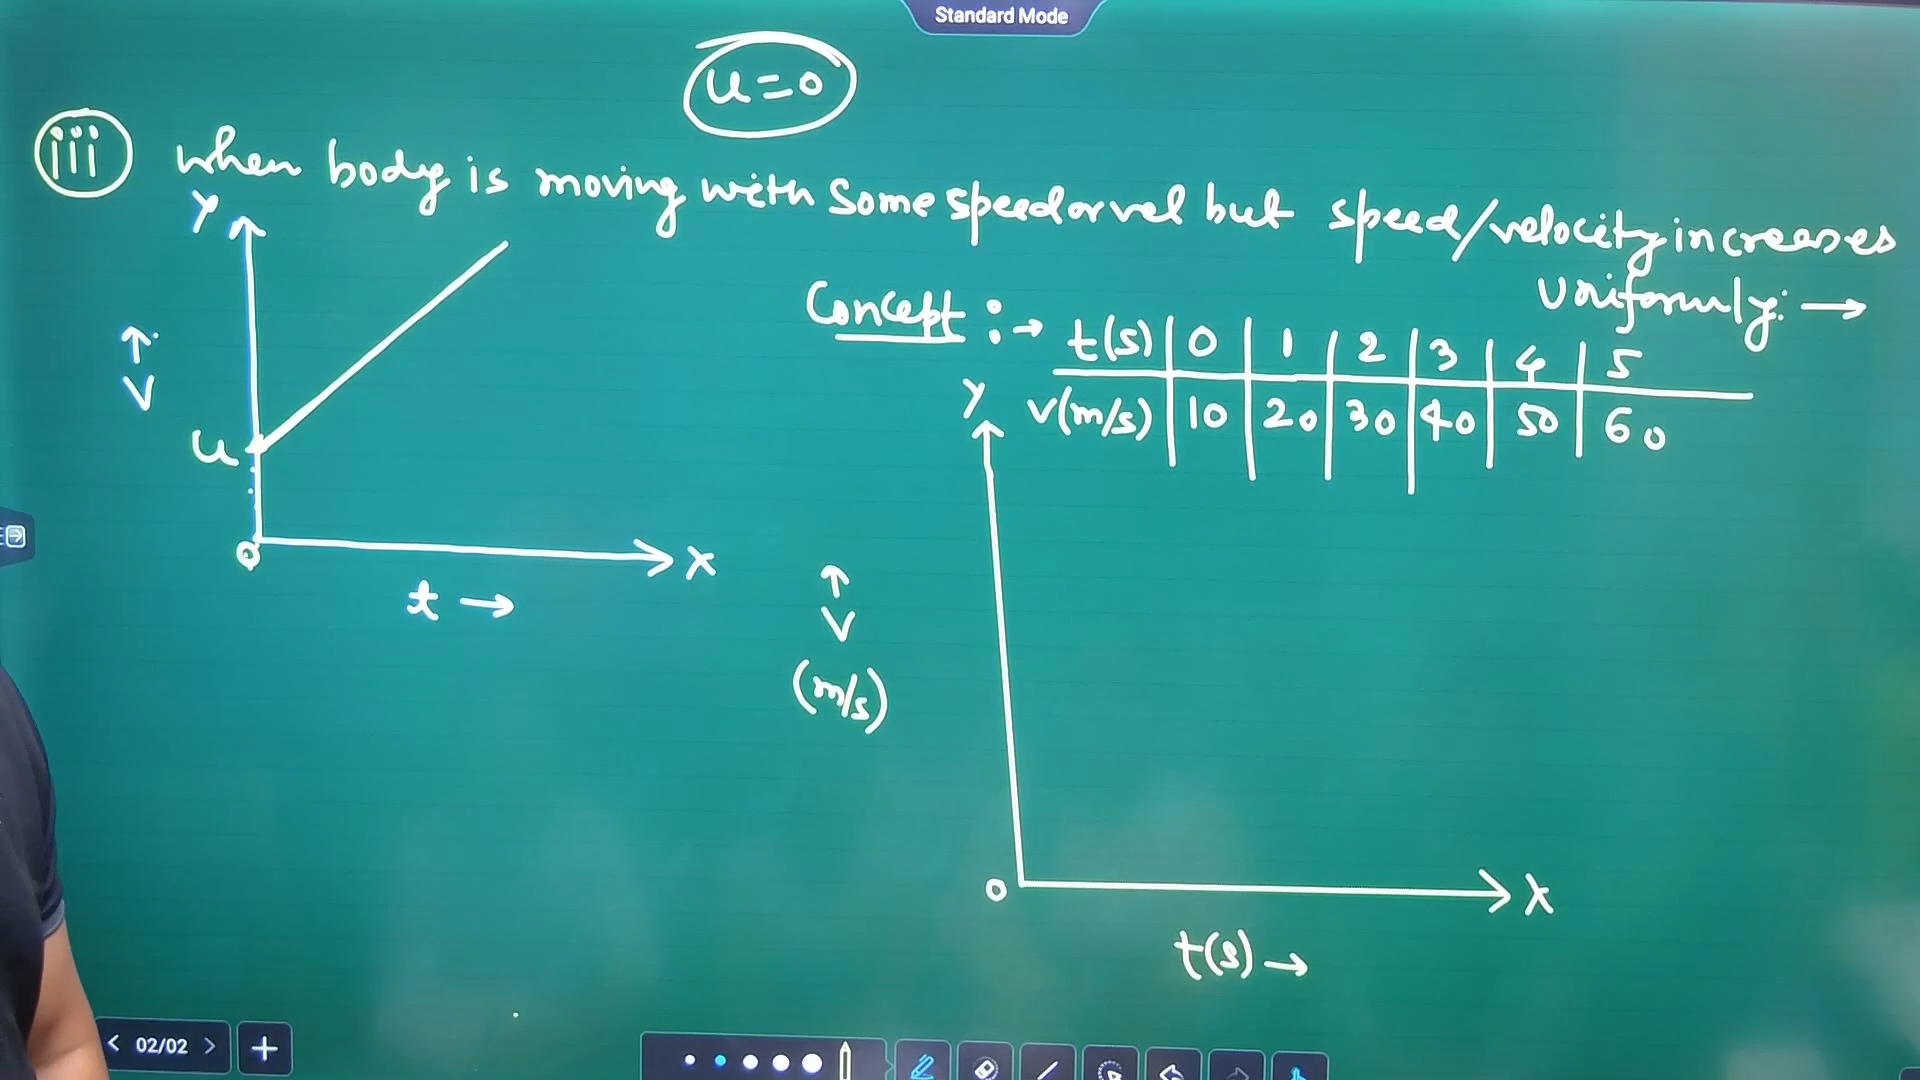 Standard Mode
u=0
iii when body is moving with some speed or vel but speed/velocity increases
uniformly: →
Concept :→
t(s) | 0 | 1 | 2 | 3 | 4 | 5
v(m/s) | 10 | 20 | 30 | 40 | 50 | 60
Y
↑
V
u
O
X
t →
Y
↑
V
(m/s)
O
X
t(s) →
< 02/02 > +